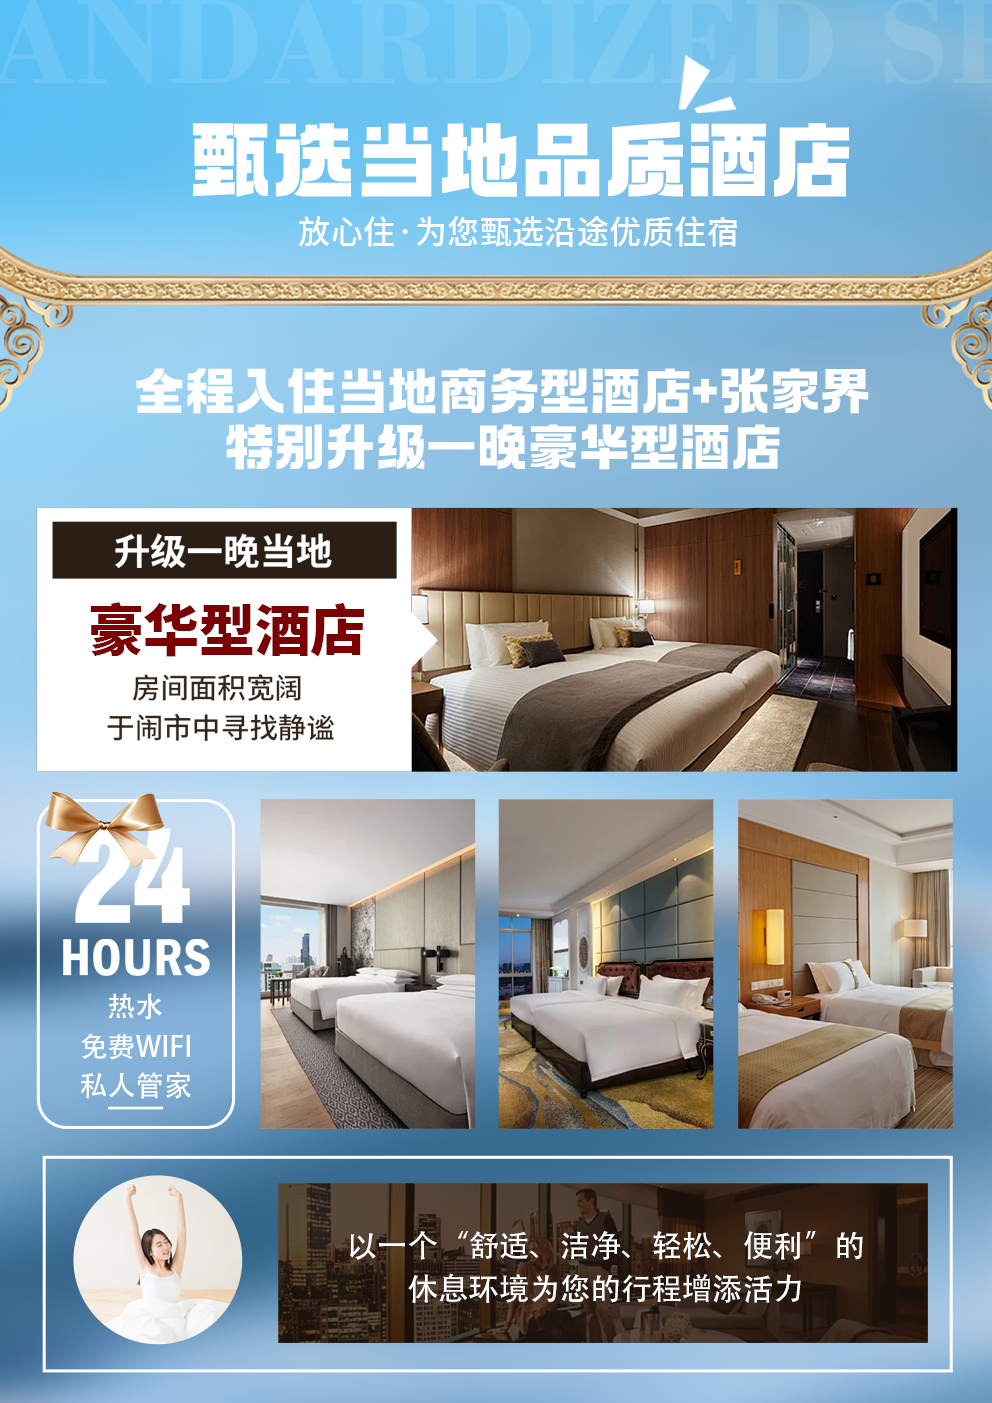 ANDARDIZED SE
甄选当地品质酒店
放心住·为您甄选沿途优质住宿
全程入住当地商务型酒店+张家界
特别升级一晚豪华型酒店
升级一晚当地
豪华型酒店
房间面积宽阔
于闹市中寻找静谧
24
HOURS
热水
免费WIFI
私人管家
以一个“舒适、洁净、轻松、便利”的
休息环境为您的行程增添活力